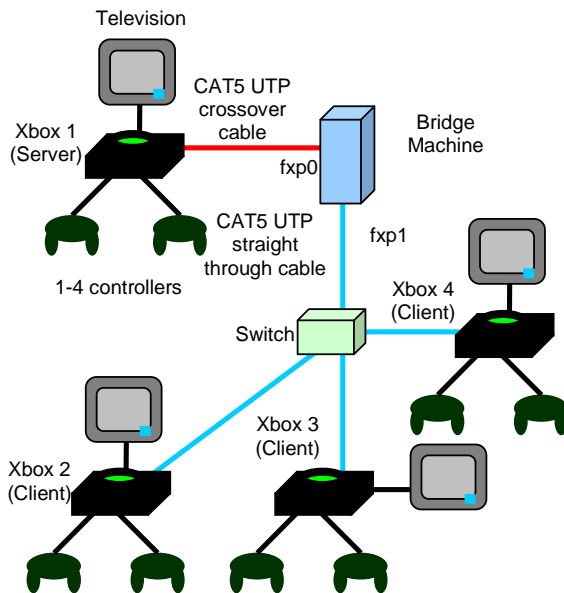 Television
CAT5 UTP
crossover
cable
Xbox 1
(Server)
Bridge
Machine
fxp0
CAT5 UTP
straight
through cable
fxp1
1-4 controllers
Xbox 4
(Client)
Switch
Xbox 3
(Client)
Xbox 2
(Client)